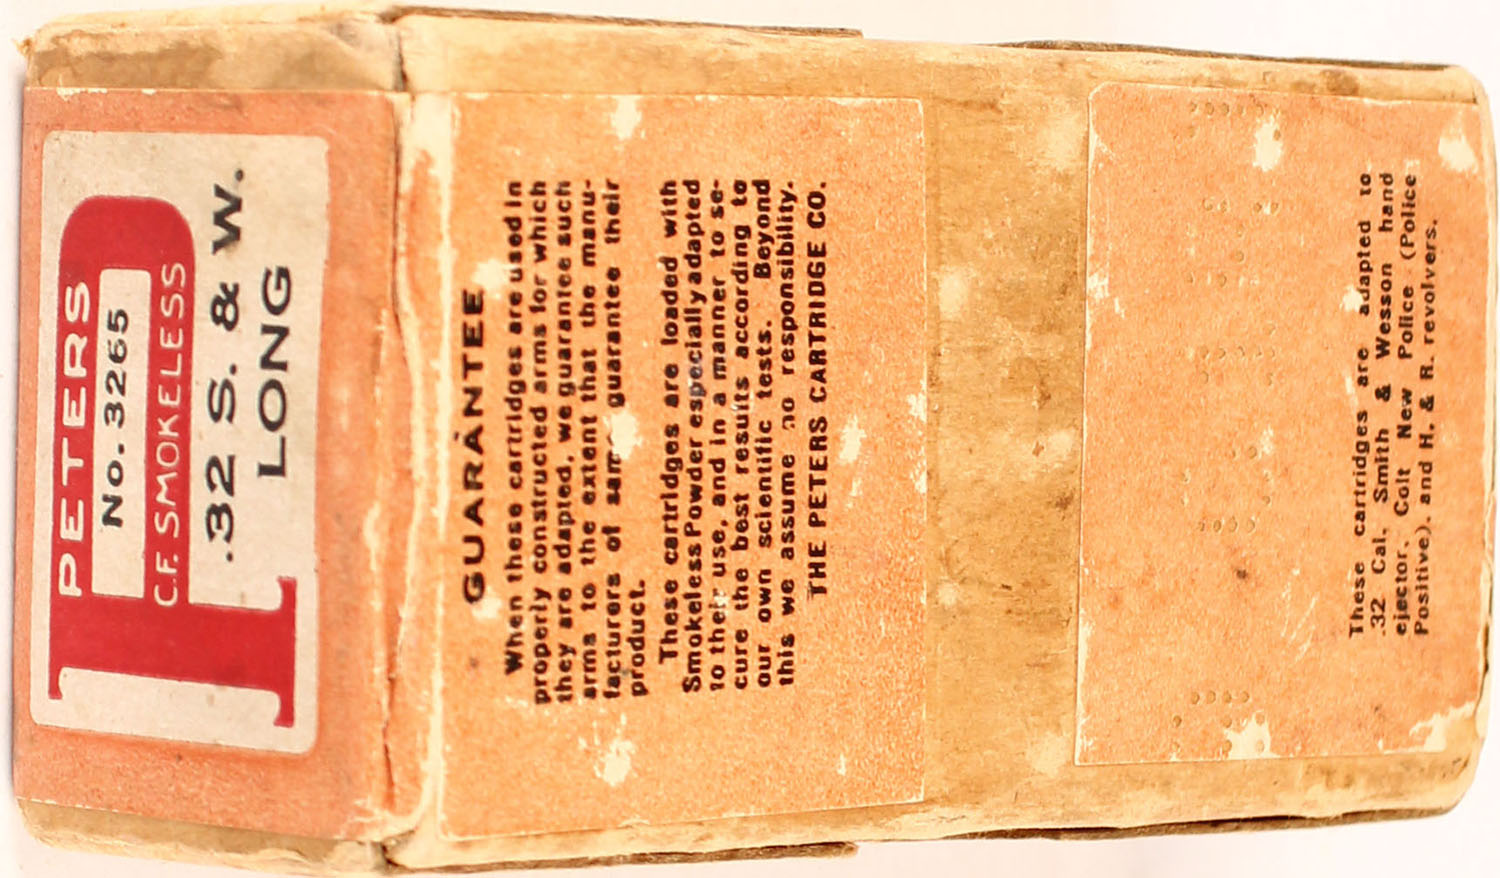 PETERS
No. 3265
C.F. SMOKELESS
.32 S. & W.
LONG
GUARANTEE
When these cartridges are used in
properly constructed arms for which
they are adapted, we guarantee such
arms to the extent that the manu-
facturers of same guarantee their
product.
These cartridges are loaded with
Smokeless Powder especially adapted
to their use, and in a manner to se-
cure the best results according to
our own scientific tests. Beyond
this we assume no responsibility.
THE PETERS CARTRIDGE CO.
These cartridges are adapted to
.32 Cal. Smith & Wesson hand
ejector, Colt New Police (Police
Positive), and H. & R. revolvers.